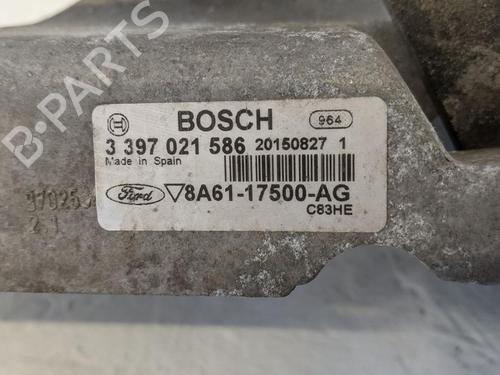 B-PARTS
BOSCH 964
3 397 021 586 20150827 1
Made in Spain
Ford 8A61-17500-AG
C83HE